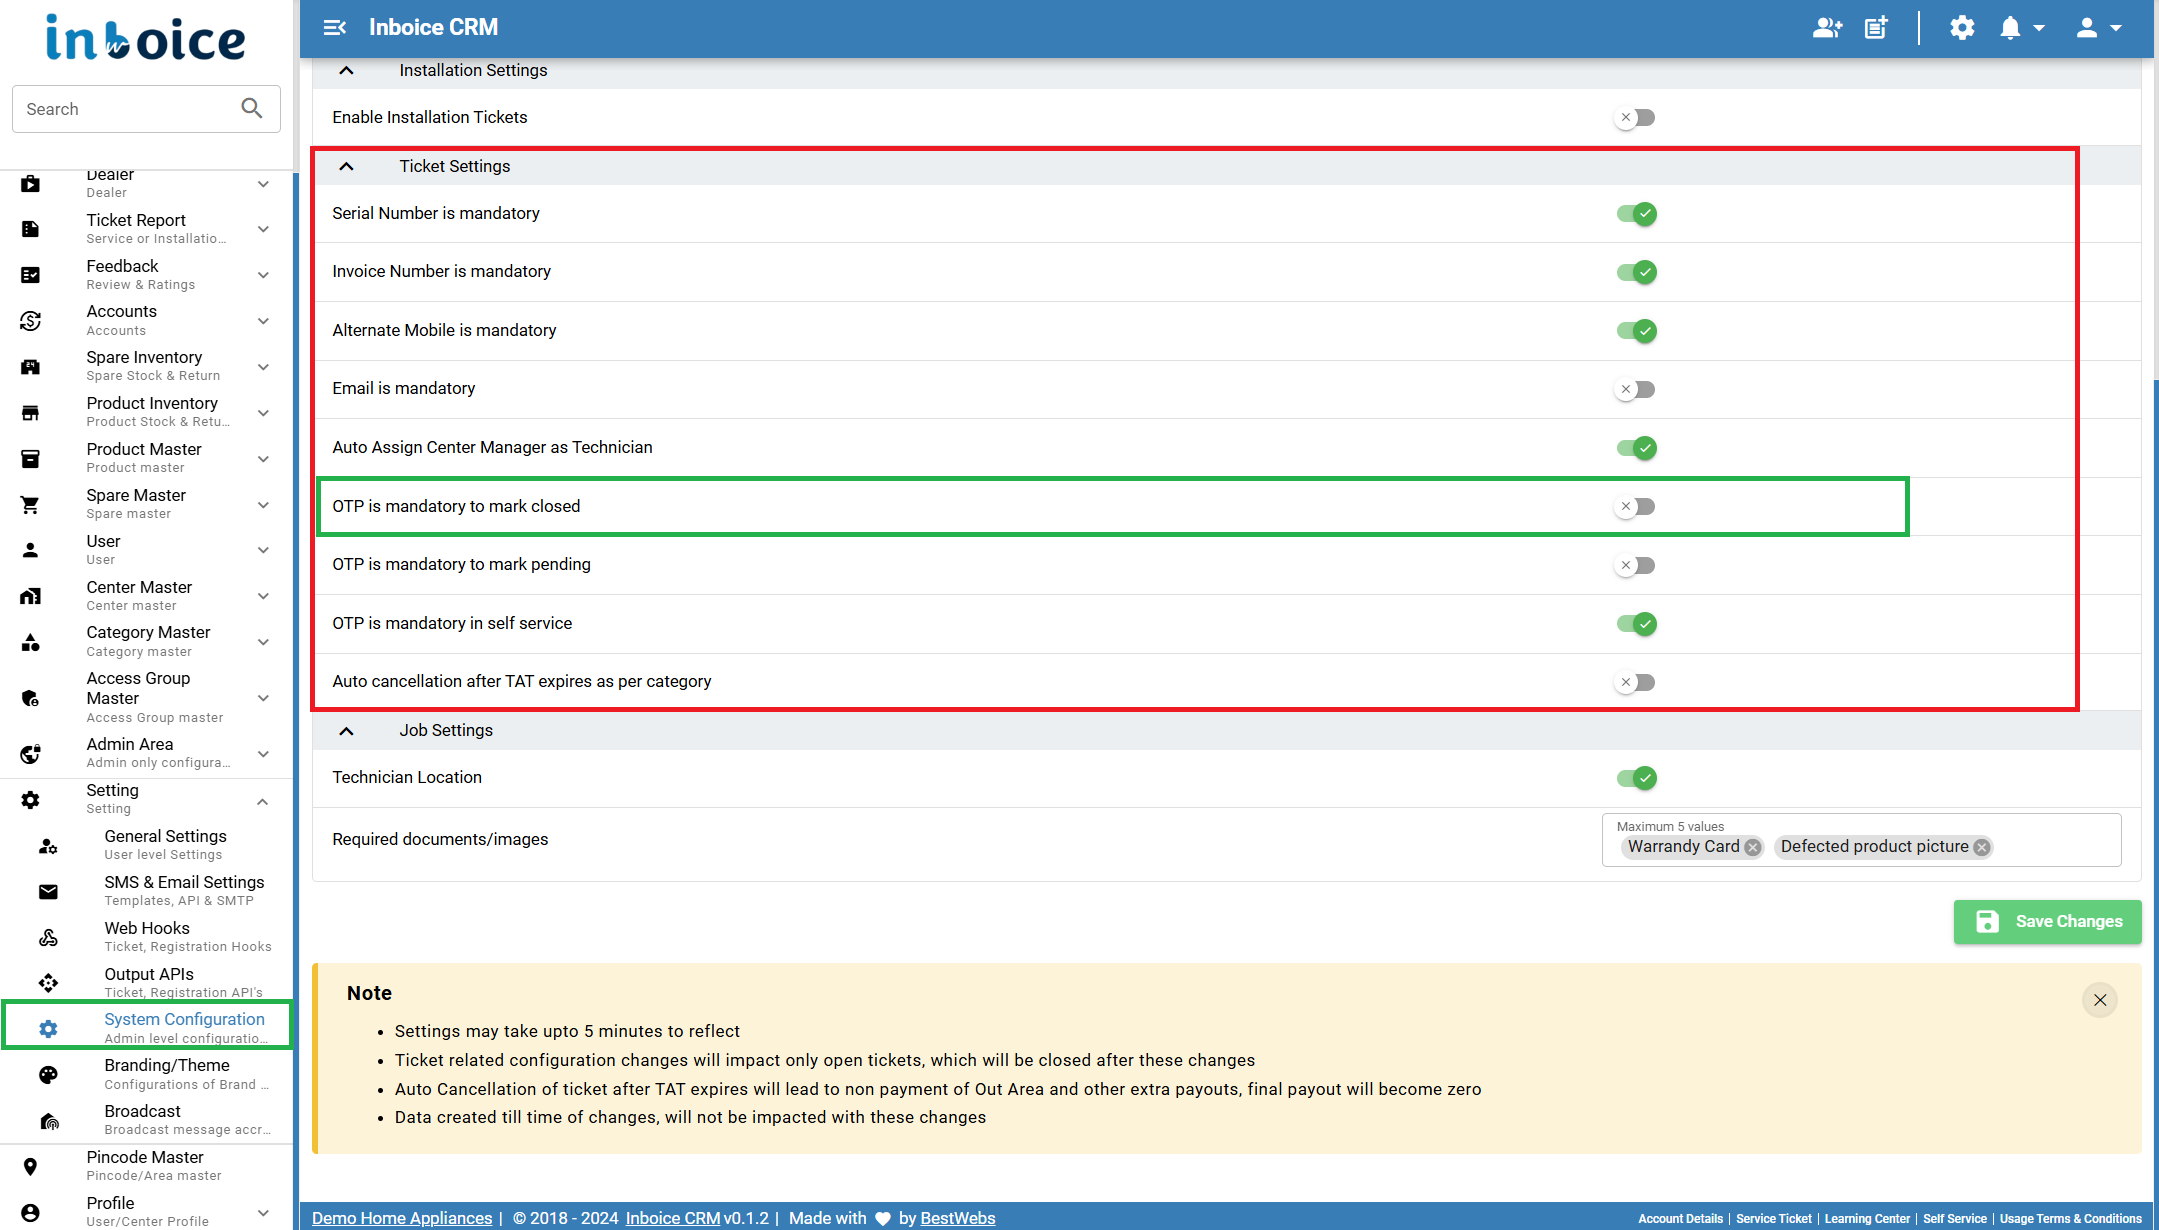 inboice
Search
Dealer
Dealer
Ticket Report
Service or Installatio...
Feedback
Review & Ratings
Accounts
Accounts
Spare Inventory
Spare Stock & Return
Product Inventory
Product Stock & Retu...
Product Master
Product master
Spare Master
Spare master
User
User
Center Master
Center master
Category Master
Category master
Access Group
Master
Access Group master
Admin Area
Admin only configura...
Setting
Setting
General Settings
User level Settings
SMS & Email Settings
Templates, API & SMTP
Web Hooks
Ticket, Registration Hooks
Output APIs
Ticket, Registration API's
System Configuration
Admin level configuratio...
Branding/Theme
Configurations of Brand ...
Broadcast
Broadcast message accr...
Pincode Master
Pincode/Area master
Profile
User/Center Profile
Inboice CRM
Installation Settings
Enable Installation Tickets
Ticket Settings
Serial Number is mandatory
Invoice Number is mandatory
Alternate Mobile is mandatory
Email is mandatory
Auto Assign Center Manager as Technician
OTP is mandatory to mark closed
OTP is mandatory to mark pending
OTP is mandatory in self service
Auto cancellation after TAT expires as per category
Job Settings
Technician Location
Required documents/images
Maximum 5 values
Warrandy Card Defected product picture
Save Changes
Note
• Settings may take upto 5 minutes to reflect
• Ticket related configuration changes will impact only open tickets, which will be closed after these changes
• Auto Cancellation of ticket after TAT expires will lead to non payment of Out Area and other extra payouts, final payout will become zero
• Data created till time of changes, will not be impacted with these changes
Demo Home Appliances | © 2018 - 2024 Inboice CRM v0.1.2 | Made with ♥ by BestWebs
Account Details | Service Ticket | Learning Center | Self Service | Usage Terms & Conditions